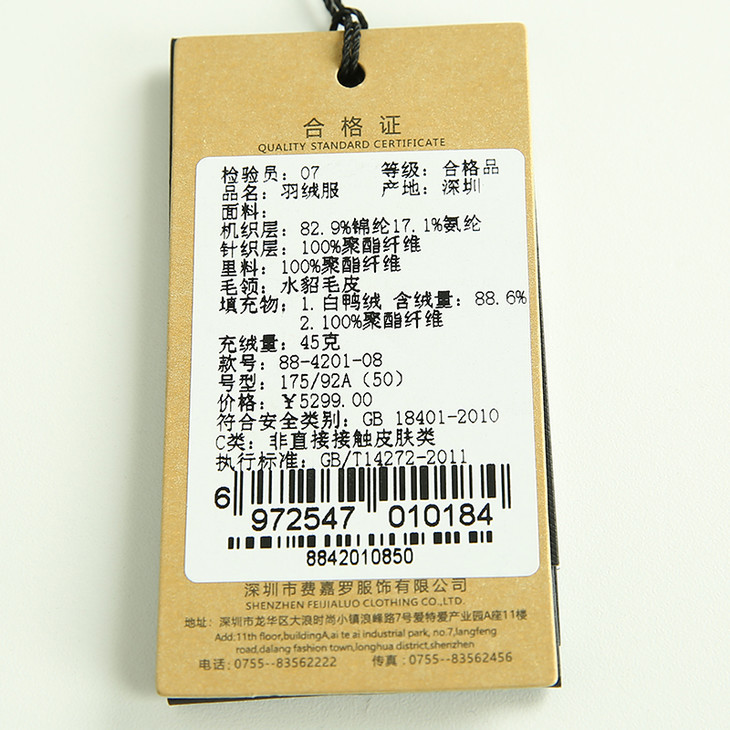 合格证
QUALITY STANDARD CERTIFICATE
检验员：07 等级：合格品
品名：羽绒服 产地：深圳
面料：
机织层：82.9%锦纶17.1%氨纶
针织层：100%聚酯纤维
里料：100%聚酯纤维
毛领：水貂毛皮
填充物：1.白鸭绒 含绒量：88.6%
2.100%聚酯纤维
充绒量：45克
款号：88-4201-08
号型：175/92A（50）
价格：￥5299.00
符合安全类别：GB 18401-2010
C类：非直接接触皮肤类
执行标准：GB/T14272-2011
6 972547 010184
8842010850
深圳市费嘉罗服饰有限公司
SHENZHEN FEIJIALUO CLOTHING CO.,LTD.
地址：深圳市龙华区大浪时尚小镇浪峰路7号爱特爱产业园A座11楼
Add:11th floor,buildingA,ai te ai industrial park, no.7,langfeng
road,dalang fashion town,longhua district,shenzhen
电话：0755--83562222 传真：0755--83562456